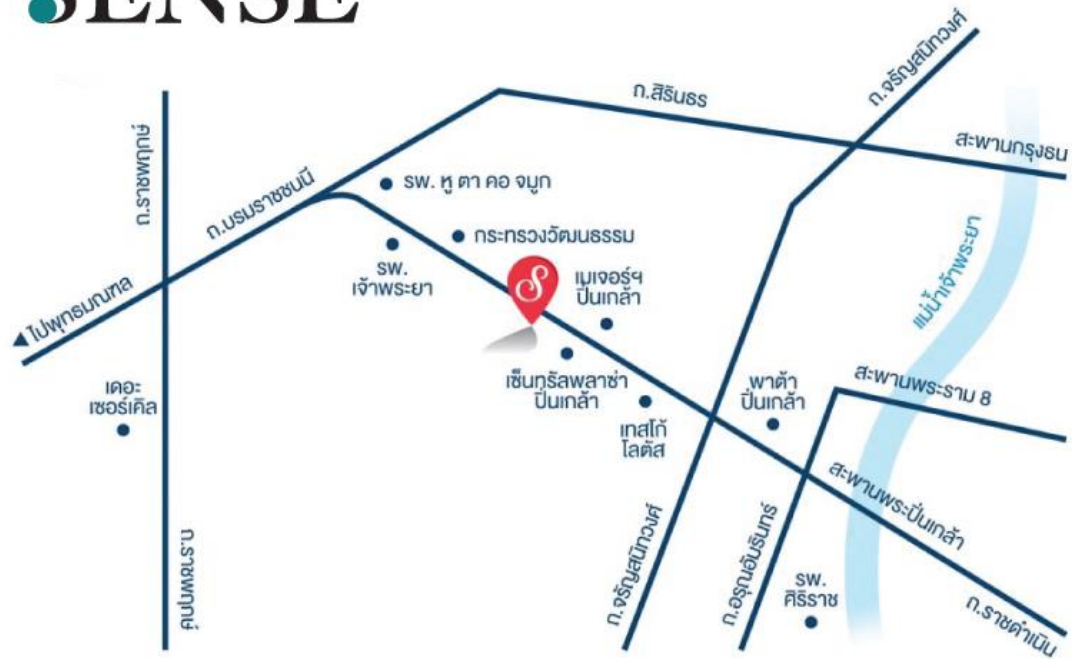 SENSE
ถ.จรัญสนิทวงศ์
ถ.สิรินธร
สะพานกรุงธน
ถ.ราชพฤกษ์
ถ.บรมราชชนนี
รพ. หู ตา คอ จมูก
กระทรวงวัฒนธรรม
รพ.
เจ้าพระยา
S
เมเจอร์ฯ
ปิ่นเกล้า
แม่น้ำเจ้าพระยา
ไปพุทธมณฑล
เดอะ
เซอร์เคิล
เซ็นทรัลพลาซ่า
ปิ่นเกล้า
เทสโก้
โลตัส
พาต้า
ปิ่นเกล้า
สะพานพระราม 8
สะพานพระปิ่นเกล้า
ถ.ราชพฤกษ์
ถ.จรัญสนิทวงศ์
ถ.อรุณอัมรินทร์
รพ.
ศิริราช
ถ.ราชดำเนิน